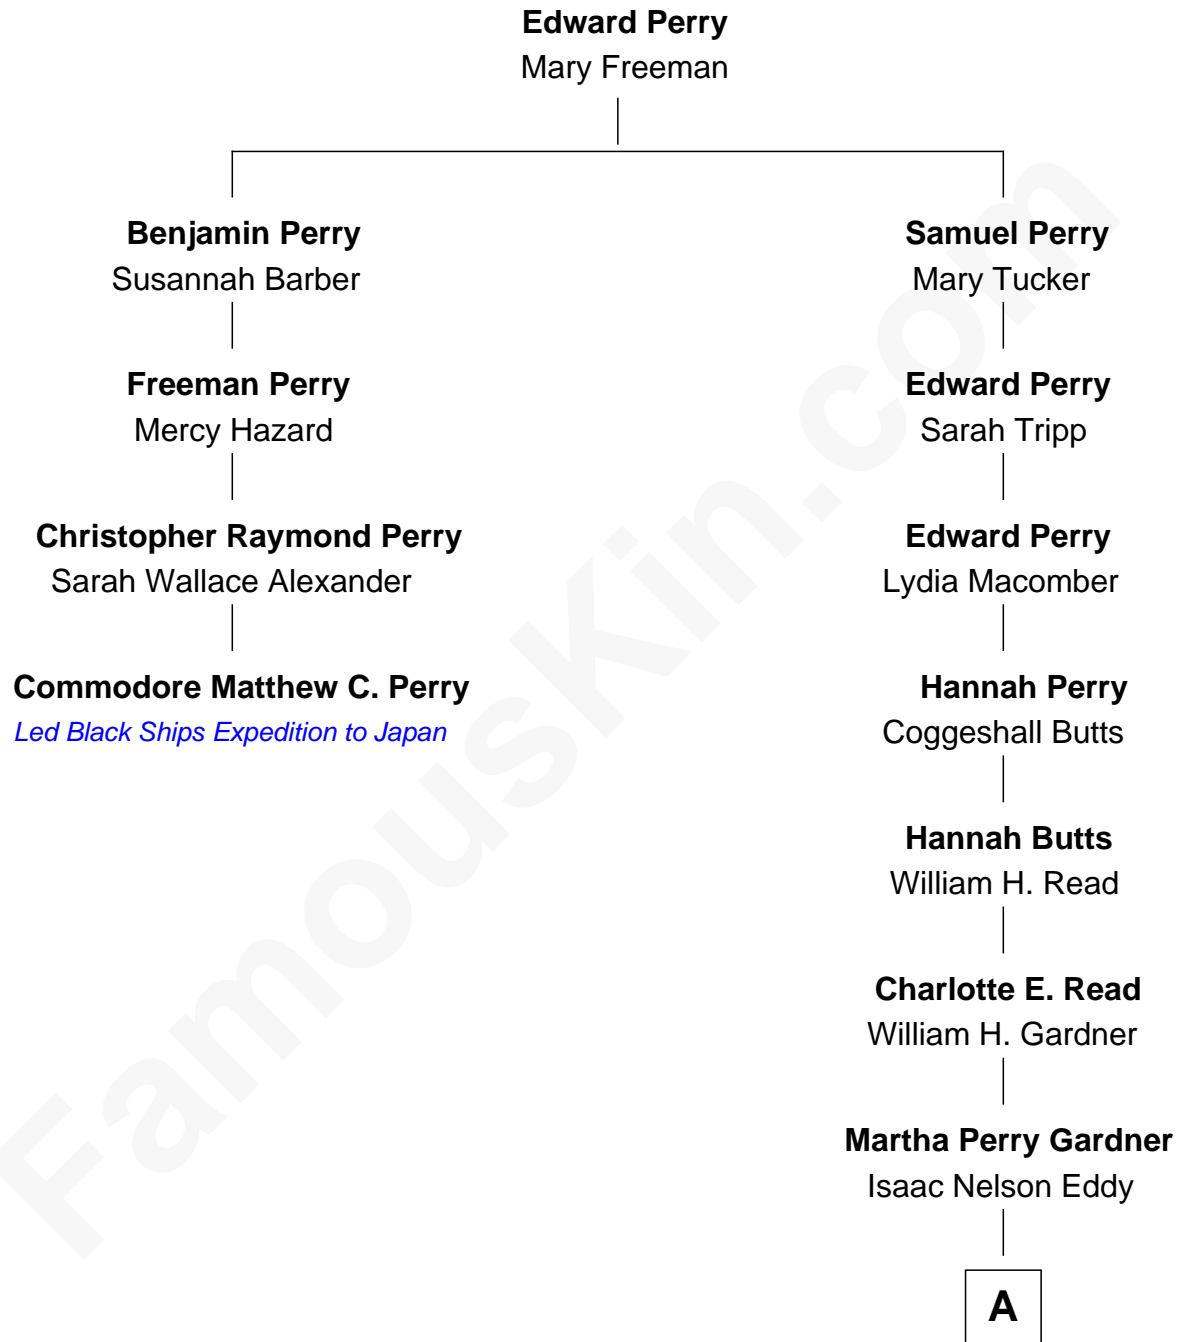 Edward Perry
Mary Freeman
Benjamin Perry
Susannah Barber
Freeman Perry
Mercy Hazard
Christopher Raymond Perry
Sarah Wallace Alexander
Commodore Matthew C. Perry
Led Black Ships Expedition to Japan
Samuel Perry
Mary Tucker
Edward Perry
Sarah Tripp
Edward Perry
Lydia Macomber
Hannah Perry
Coggeshall Butts
Hannah Butts
William H. Read
Charlotte E. Read
William H. Gardner
Martha Perry Gardner
Isaac Nelson Eddy
A
FamousKin.com